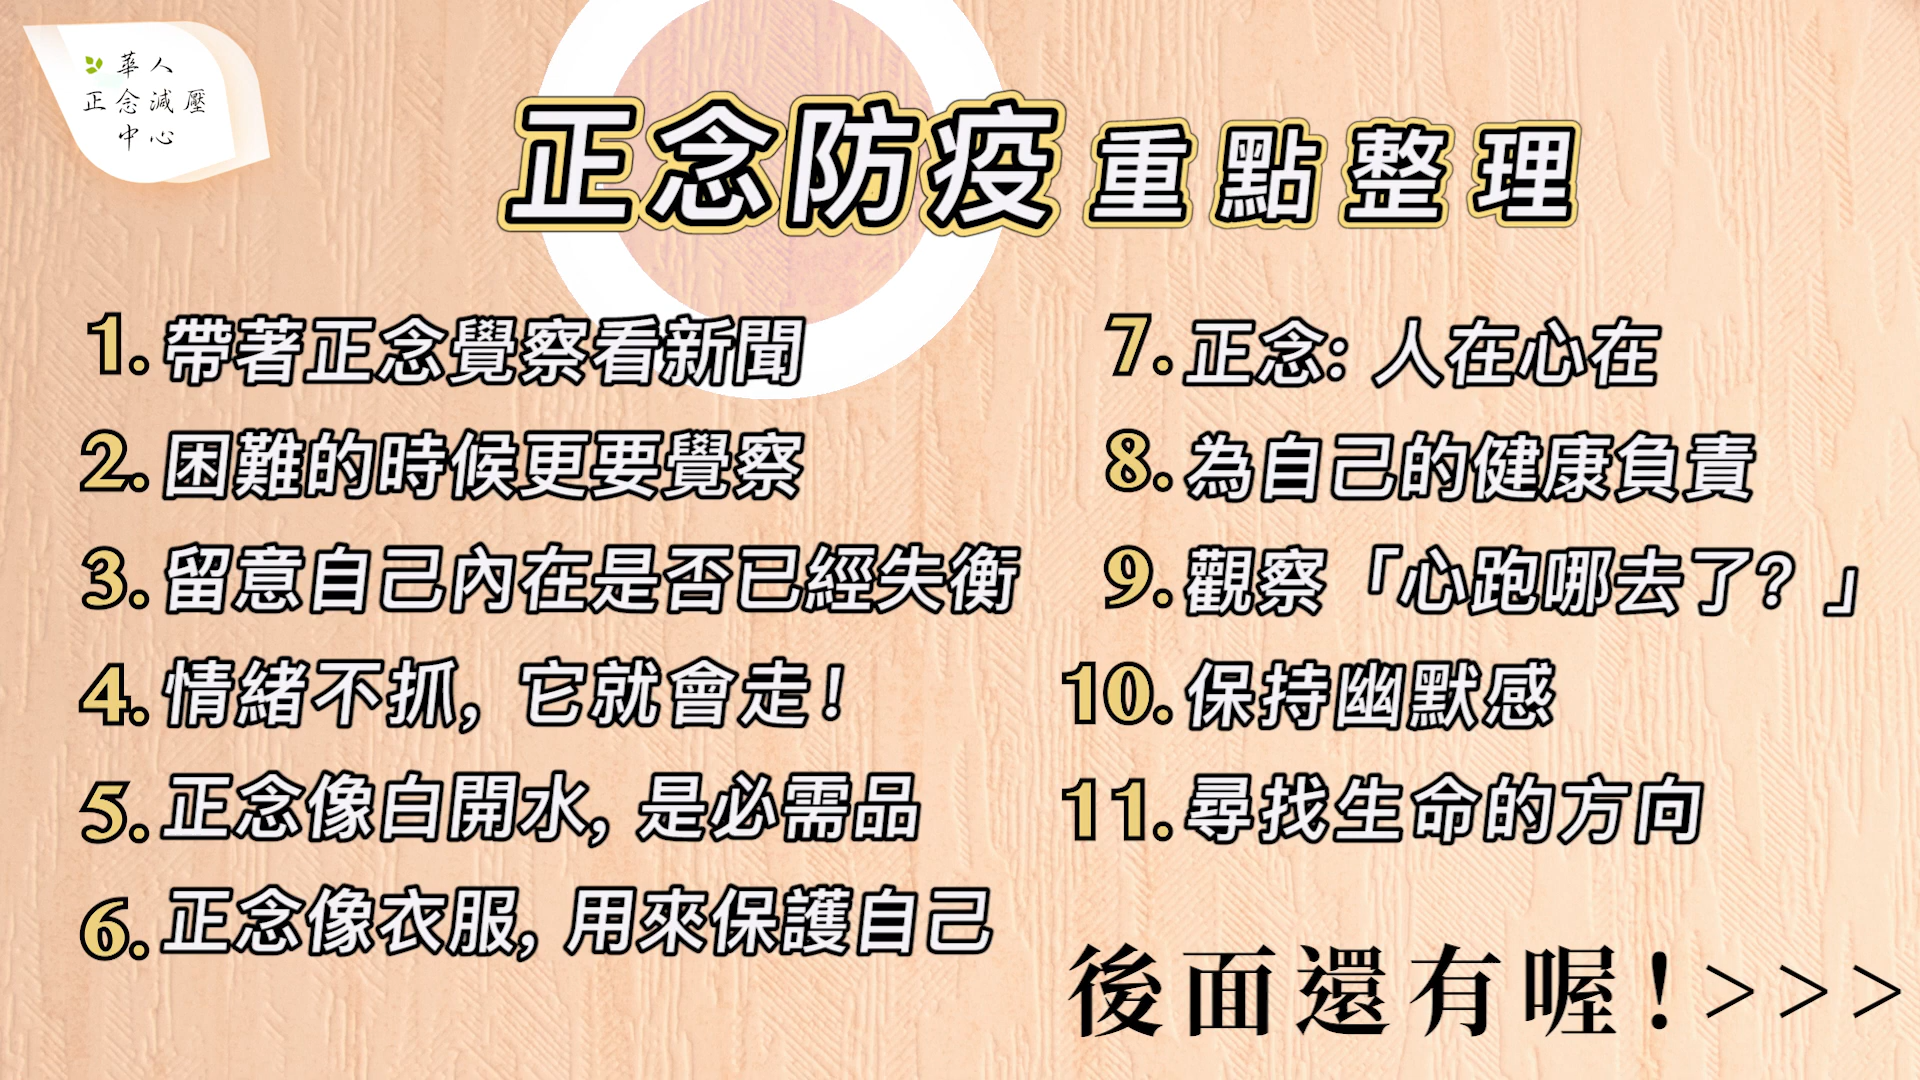 華人
正念減壓
中心
正念防疫重點整理
1.帶著正念覺察看新聞
2.困難的時候更要覺察
3.留意自己內在是否已經失衡
4.情緒不抓,它就會走!
5.正念像白開水,是必需品
6.正念像衣服,用來保護自己
7.正念:人在心在
8.為自己的健康負責
9.觀察「心跑哪去了?」
10.保持幽默感
11.尋找生命的方向
後面還有喔!>>>